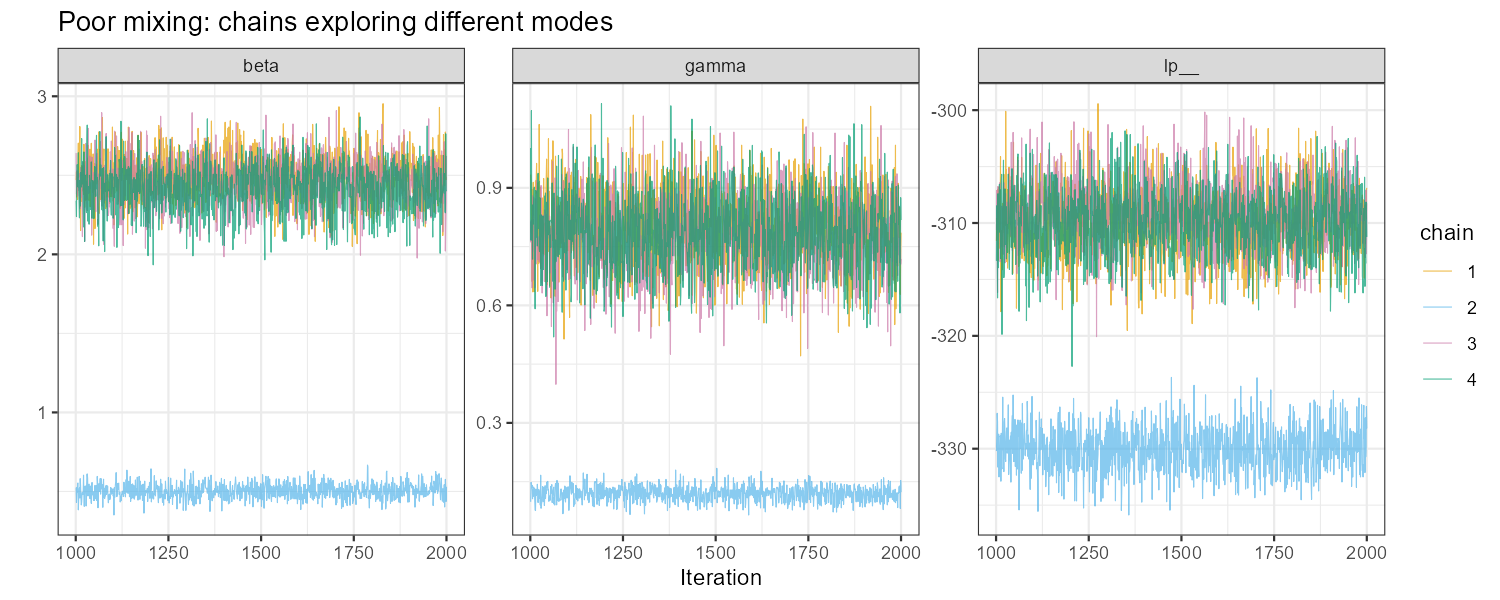 Poor mixing: chains exploring different modes
beta
gamma
lp__
3
2
1
0.9
0.6
0.3
-300
-310
-320
-330
1000 1250 1500 1750 2000
1000 1250 1500 1750 2000
1000 1250 1500 1750 2000
Iteration
chain
1
2
3
4